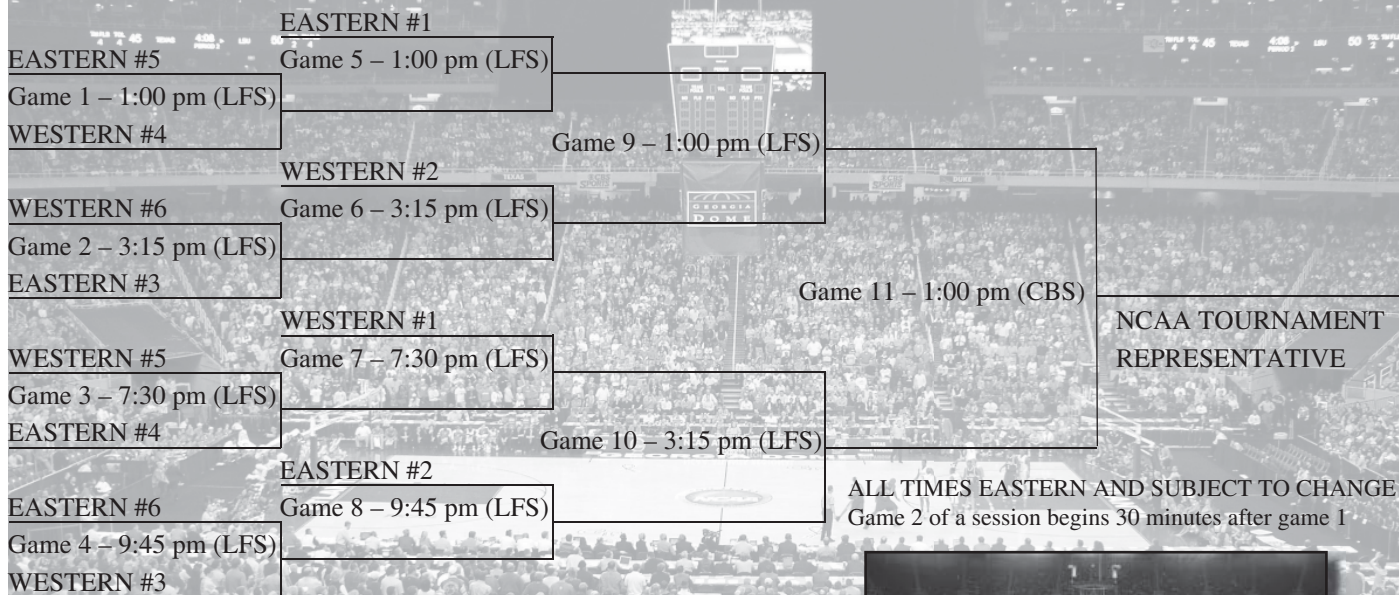 EASTERN #1
EASTERN #5
Game 5 – 1:00 pm (LFS)
Game 1 – 1:00 pm (LFS)
WESTERN #4
Game 9 – 1:00 pm (LFS)
WESTERN #2
WESTERN #6
Game 6 – 3:15 pm (LFS)
Game 2 – 3:15 pm (LFS)
EASTERN #3
Game 11 – 1:00 pm (CBS)
NCAA TOURNAMENT
REPRESENTATIVE
WESTERN #1
WESTERN #5
Game 7 – 7:30 pm (LFS)
Game 3 – 7:30 pm (LFS)
EASTERN #4
Game 10 – 3:15 pm (LFS)
EASTERN #2
EASTERN #6
Game 8 – 9:45 pm (LFS)
Game 4 – 9:45 pm (LFS)
WESTERN #3
ALL TIMES EASTERN AND SUBJECT TO CHANGE
Game 2 of a session begins 30 minutes after game 1
GEORGIA
DOME
TEXAS
DUKE